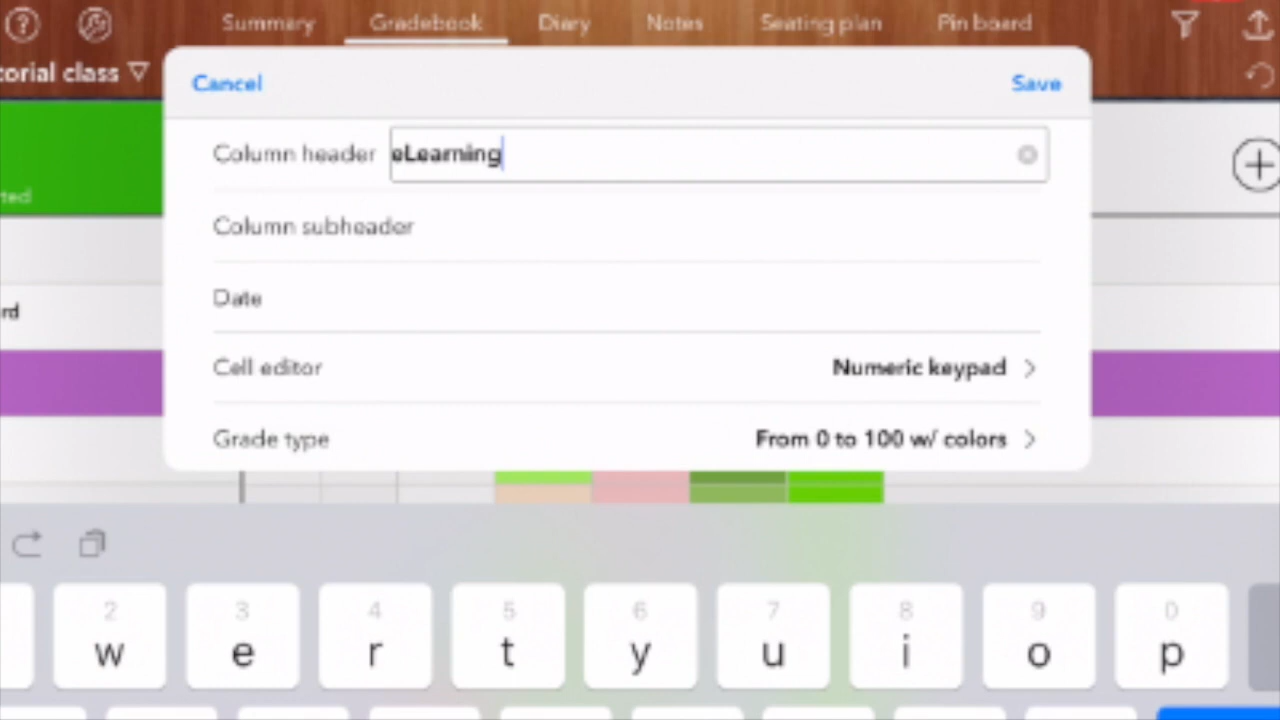 Summary Gradebook Diary Notes Seating plan Pin board
torial class
Cancel Save
Column header eLearning
ted
Column subheader
Date
rd
Cell editor Numeric keypad
Grade type From 0 to 100 w/ colors
2 3 4 5 6 7 8 9 0
w e r t y u i o p